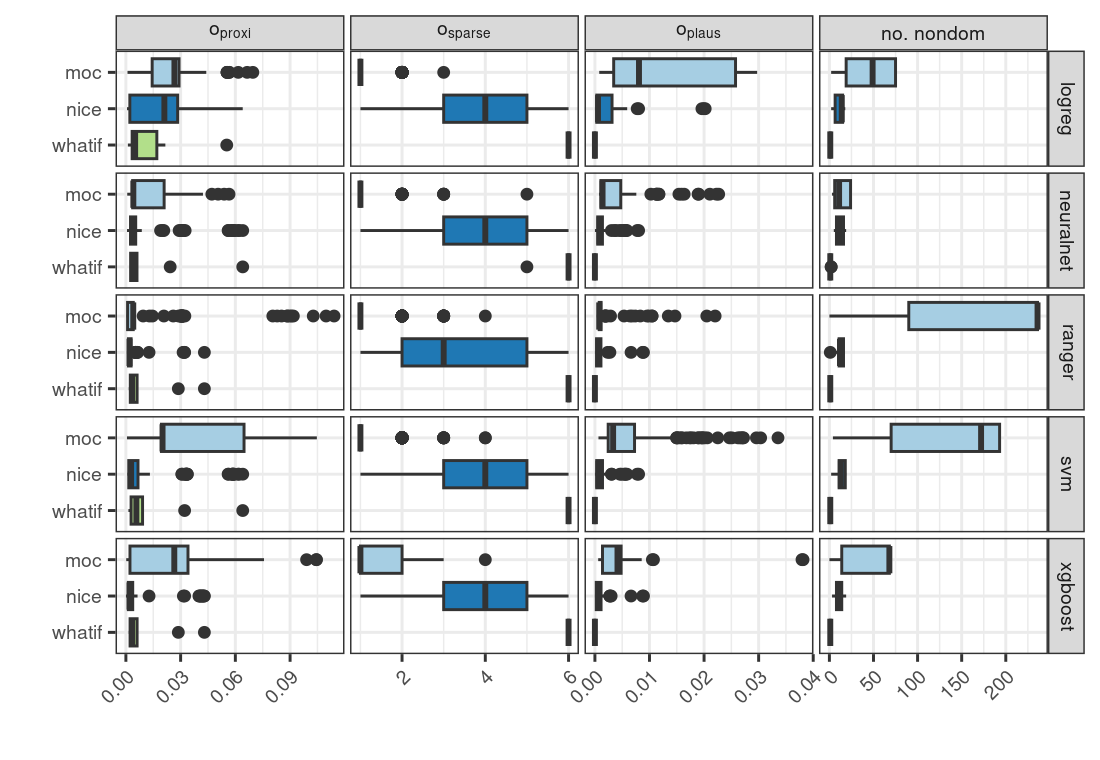 oproxi osparse oplaus no. nondom
moc
nice
whatif
logreg
moc
nice
whatif
neuralnet
moc
nice
whatif
ranger
moc
nice
whatif
svm
moc
nice
whatif
xgboost
0.00 0.03 0.06 0.09 2 4 6 0.00 0.01 0.02 0.03 0.04 0 50 100 150 200